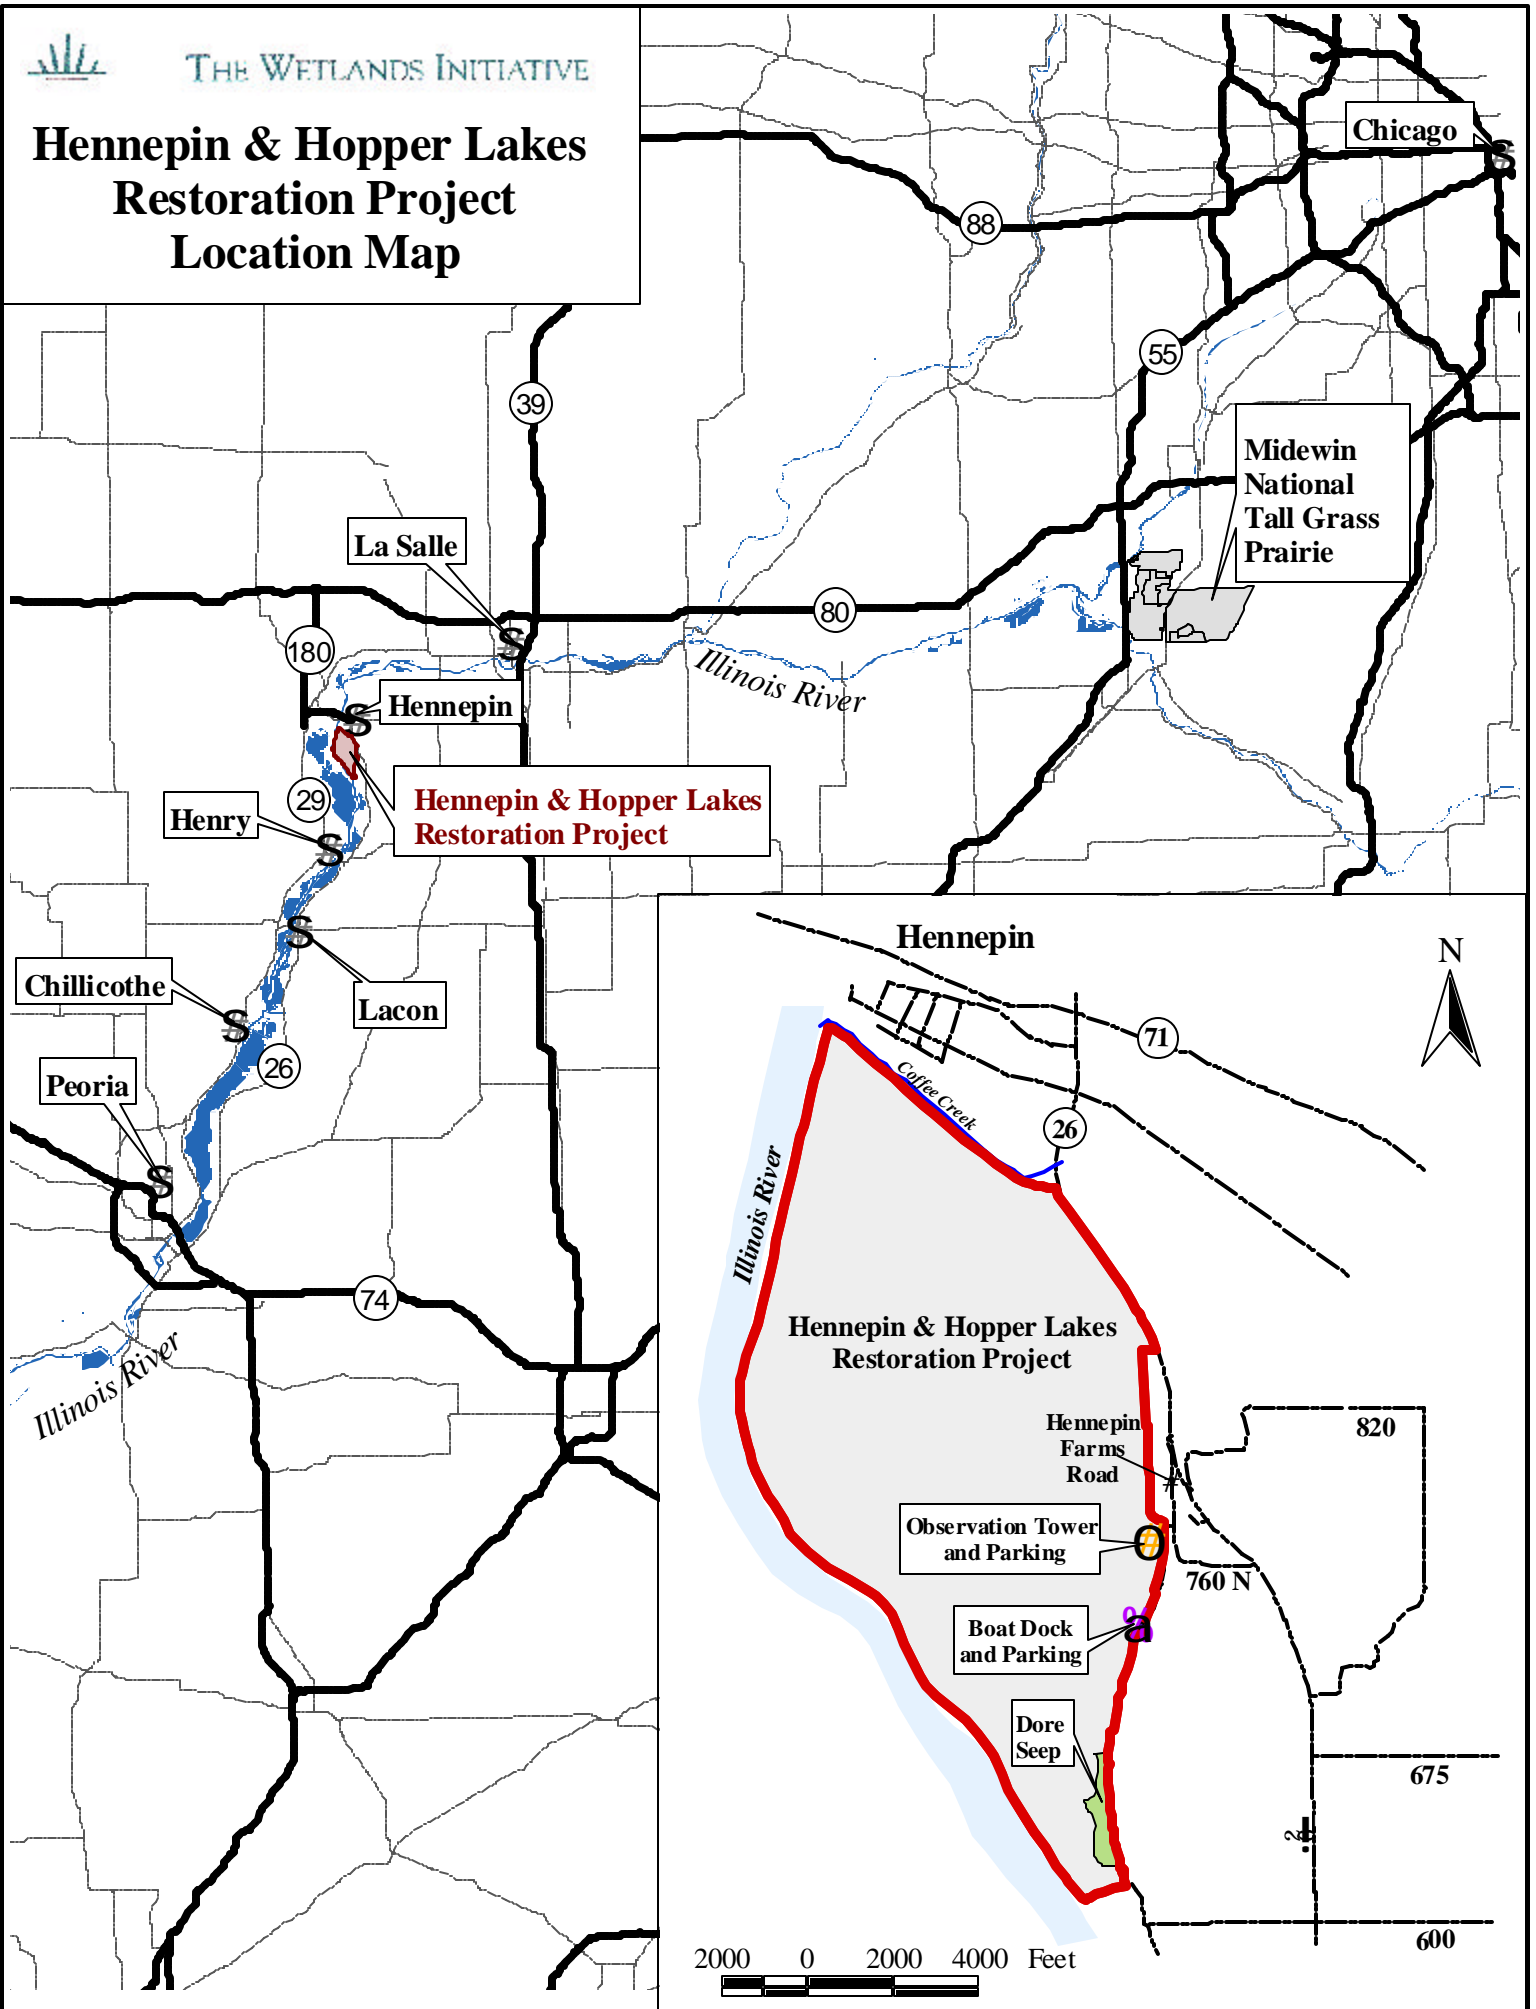 THE WETLANDS INITIATIVE
Hennepin & Hopper Lakes
Restoration Project
Location Map
Chicago
88
55
39
Midewin
National
Tall Grass
Prairie
La Salle
80
180
Illinois River
Hennepin
Hennepin & Hopper Lakes
Restoration Project
29
Henry
Lacon
Chillicothe
26
Peoria
74
Illinois River
Hennepin
N
71
Coffee Creek
26
Illinois River
Hennepin & Hopper Lakes
Restoration Project
Hennepin
Farms
Road
820
Observation Tower
and Parking
760 N
Boat Dock
and Parking
Dore
Seep
675
600
2000 0 2000 4000 Feet